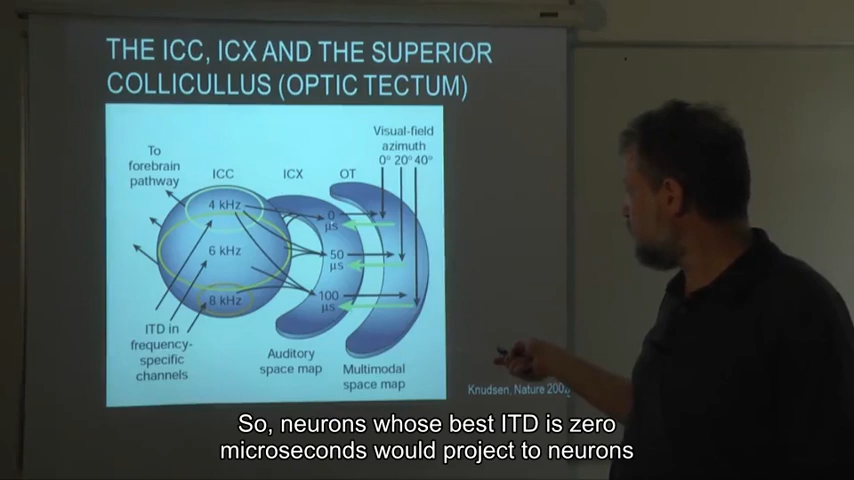 THE ICC, ICX AND THE SUPERIOR
COLLICULLUS (OPTIC TECTUM)
Visual-field
azimuth
0° 20° 40°
To
forebrain
pathway
ICC
ICX
OT
4 kHz
6 kHz
8 kHz
0
µs
50
µs
100
µs
ITD in
frequency-
specific
channels
Auditory
space map
Multimodal
space map
Knudsen, Nature 2002
So, neurons whose best ITD is zero
microseconds would project to neurons